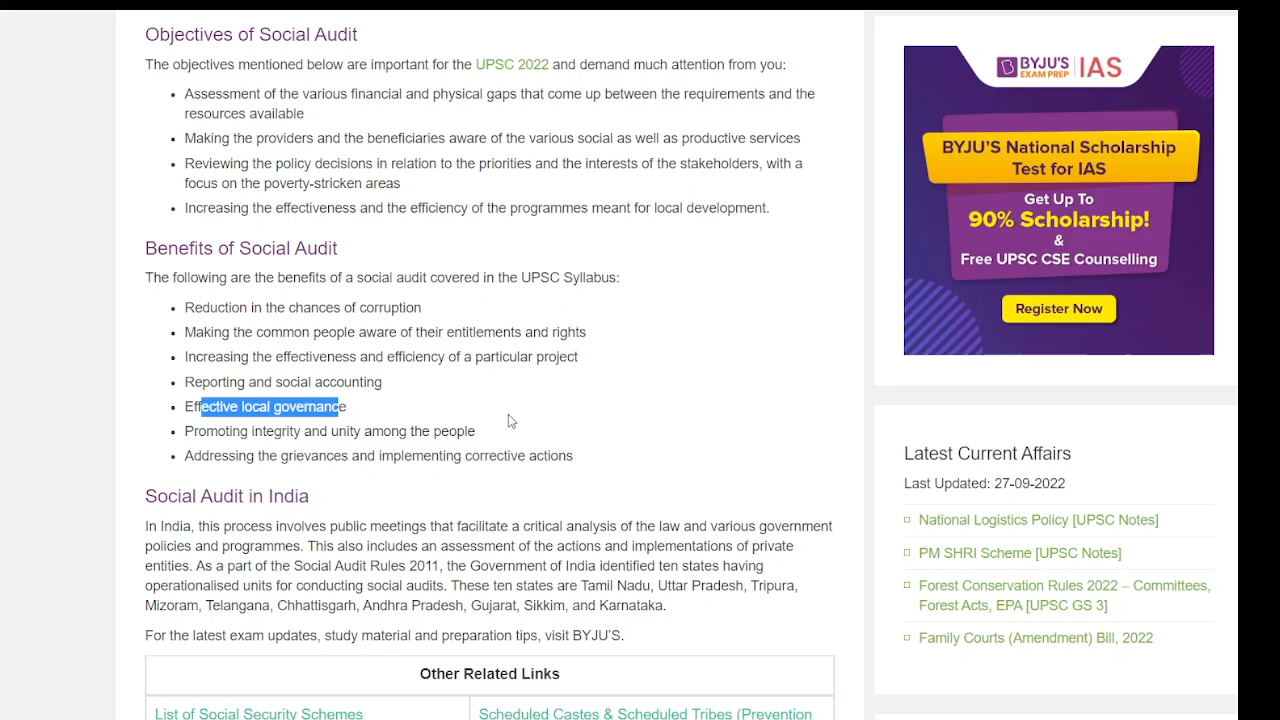 Objectives of Social Audit
The objectives mentioned below are important for the UPSC 2022 and demand much attention from you:
Assessment of the various financial and physical gaps that come up between the requirements and the
resources available
Making the providers and the beneficiaries aware of the various social as well as productive services
Reviewing the policy decisions in relation to the priorities and the interests of the stakeholders, with a
focus on the poverty-stricken areas
Increasing the effectiveness and the efficiency of the programmes meant for local development.
Benefits of Social Audit
The following are the benefits of a social audit covered in the UPSC Syllabus:
Reduction in the chances of corruption
Making the common people aware of their entitlements and rights
Increasing the effectiveness and efficiency of a particular project
Reporting and social accounting
Effective local governance
Promoting integrity and unity among the people
Addressing the grievances and implementing corrective actions
Social Audit in India
In India, this process involves public meetings that facilitate a critical analysis of the law and various government
policies and programmes. This also includes an assessment of the actions and implementations of private
entities. As a part of the Social Audit Rules 2011, the Government of India identified ten states having
operationalised units for conducting social audits. These ten states are Tamil Nadu, Uttar Pradesh, Tripura,
Mizoram, Telangana, Chhattisgarh, Andhra Pradesh, Gujarat, Sikkim, and Karnataka.
For the latest exam updates, study material and preparation tips, visit BYJU'S.
Other Related Links
List of Social Security Schemes
Scheduled Castes & Scheduled Tribes (Prevention
BYJU'S
EXAM PREP
IAS
BYJU'S National Scholarship
Test for IAS
Get Up To
90% Scholarship!
&
Free UPSC CSE Counselling
Register Now
Latest Current Affairs
Last Updated: 27-09-2022
National Logistics Policy [UPSC Notes]
PM SHRI Scheme [UPSC Notes]
Forest Conservation Rules 2022 – Committees,
Forest Acts, EPA [UPSC GS 3]
Family Courts (Amendment) Bill, 2022